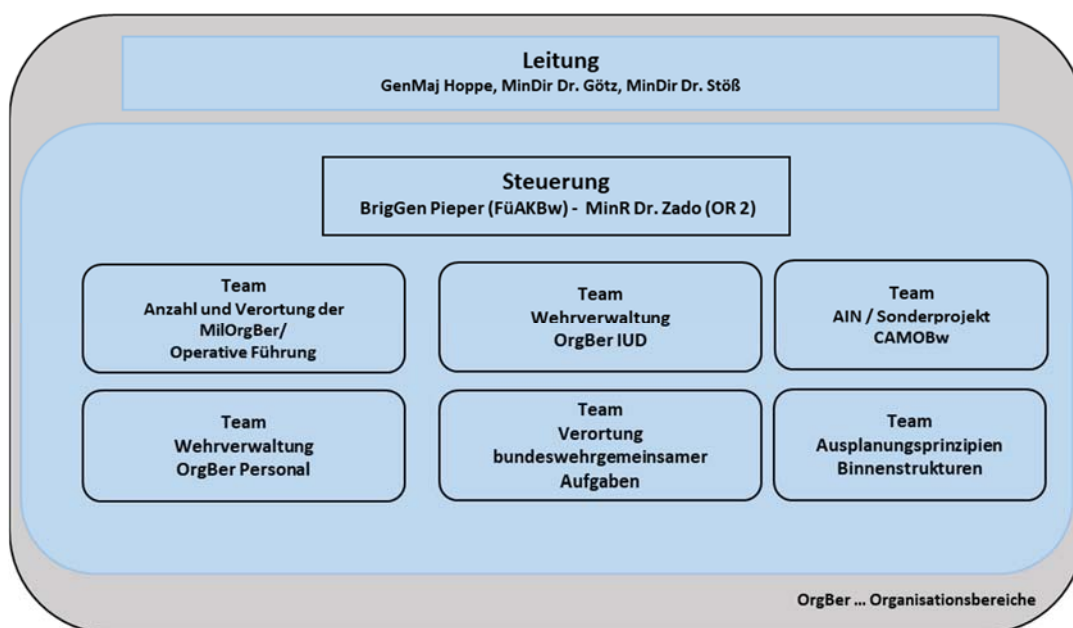 Leitung
GenMaj Hoppe, MinDir Dr. Götz, MinDir Dr. Stöß
Steuerung
BrigGen Pieper (FüAKBw) - MinR Dr. Zado (OR 2)
Team
Anzahl und Verortung der
MilOrgBer/
Operative Führung
Team
Wehrverwaltung
OrgBer IUD
Team
AIN / Sonderprojekt
CAMOBw
Team
Wehrverwaltung
OrgBer Personal
Team
Verortung
bundeswehrgemeinsamer
Aufgaben
Team
Ausplanungsprinzipien
Binnenstrukturen
OrgBer ... Organisationsbereiche